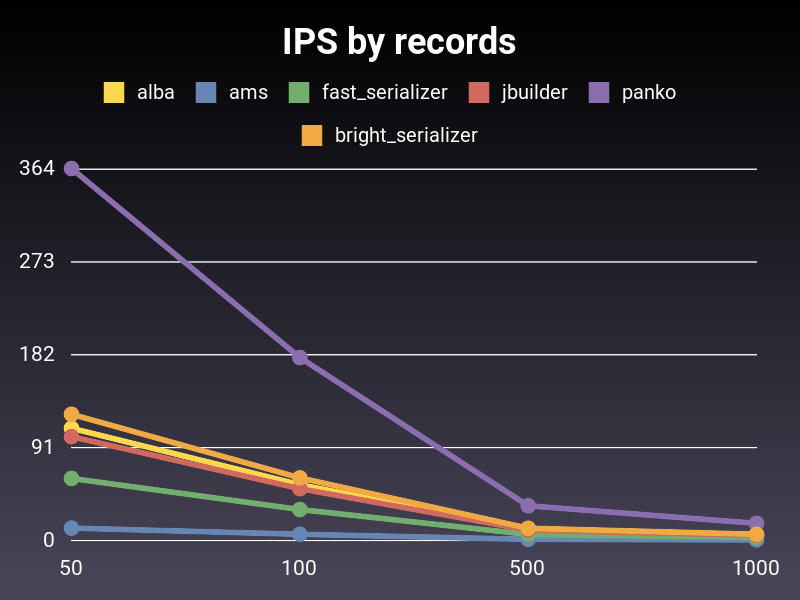 IPS by records
alba ams fast_serializer jbuilder panko
bright_serializer
364
273
182
91
0
50 100 500 1000